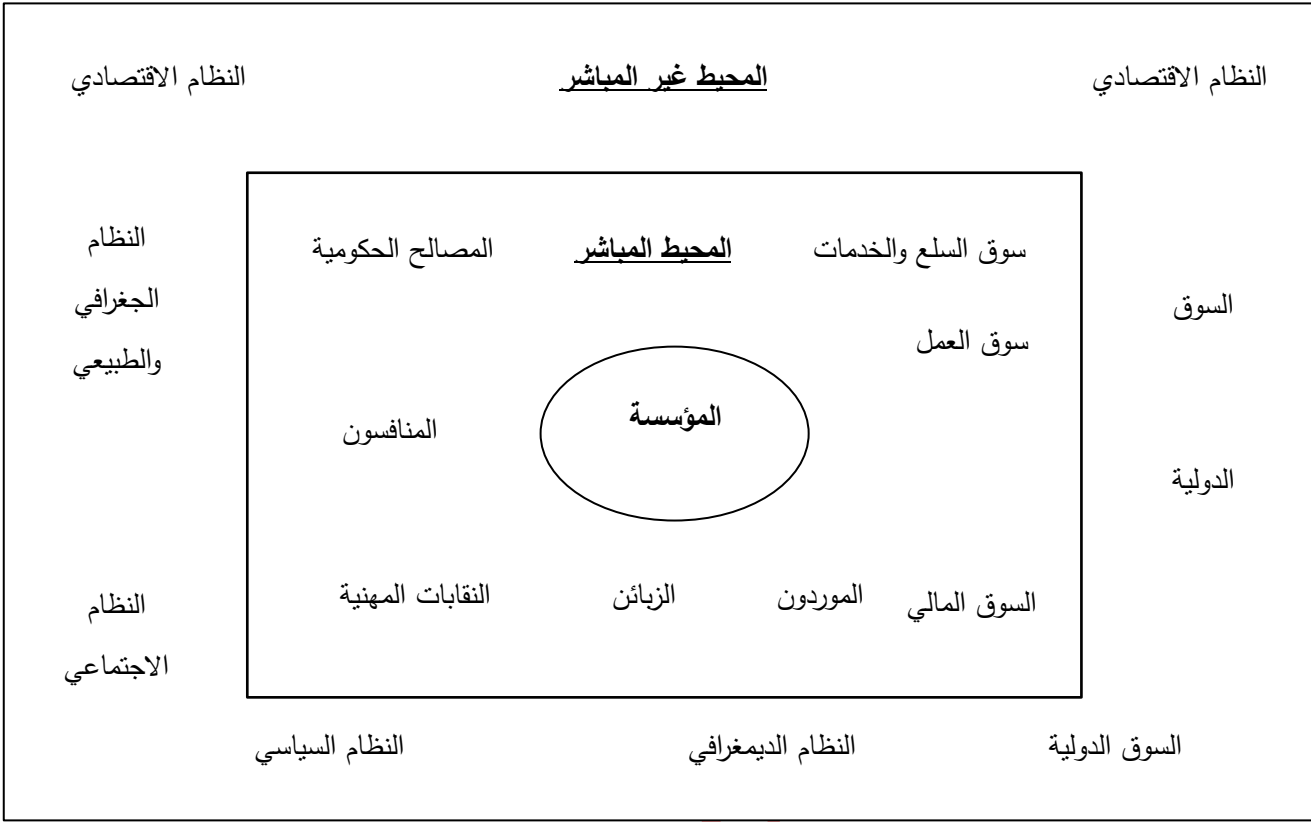 النظام الاقتصادي
المحيط غير المباشر
النظام الاقتصادي
سوق السلع والخدمات
المحيط المباشر
المصالح الحكومية
النظام
الجغرافي
والطبيعي
السوق
سوق العمل
المؤسسة
المنافسون
الدولية
السوق المالي
الموردون
الزبائن
النقابات المهنية
النظام
الاجتماعي
السوق الدولية
النظام الديمغرافي
النظام السياسي